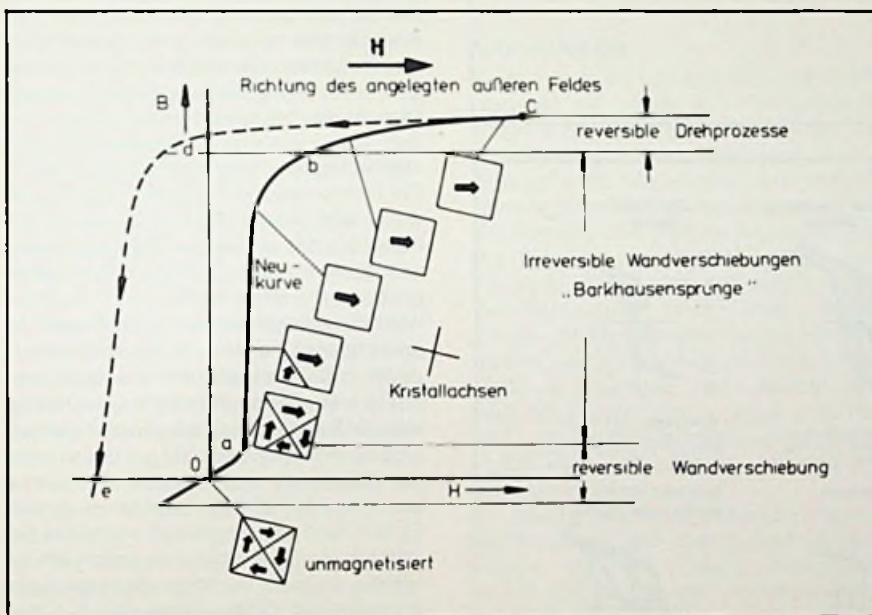 H
Richtung des angelegten außeren Feldes
B
C
reversible Drehprozesse
d
b
Neu-
kurve
Irreversible Wandverschiebungen
„Barkhausensprunge"
Kristallachsen
a
reversible Wandverschiebung
0
e
H
unmagnetisiert